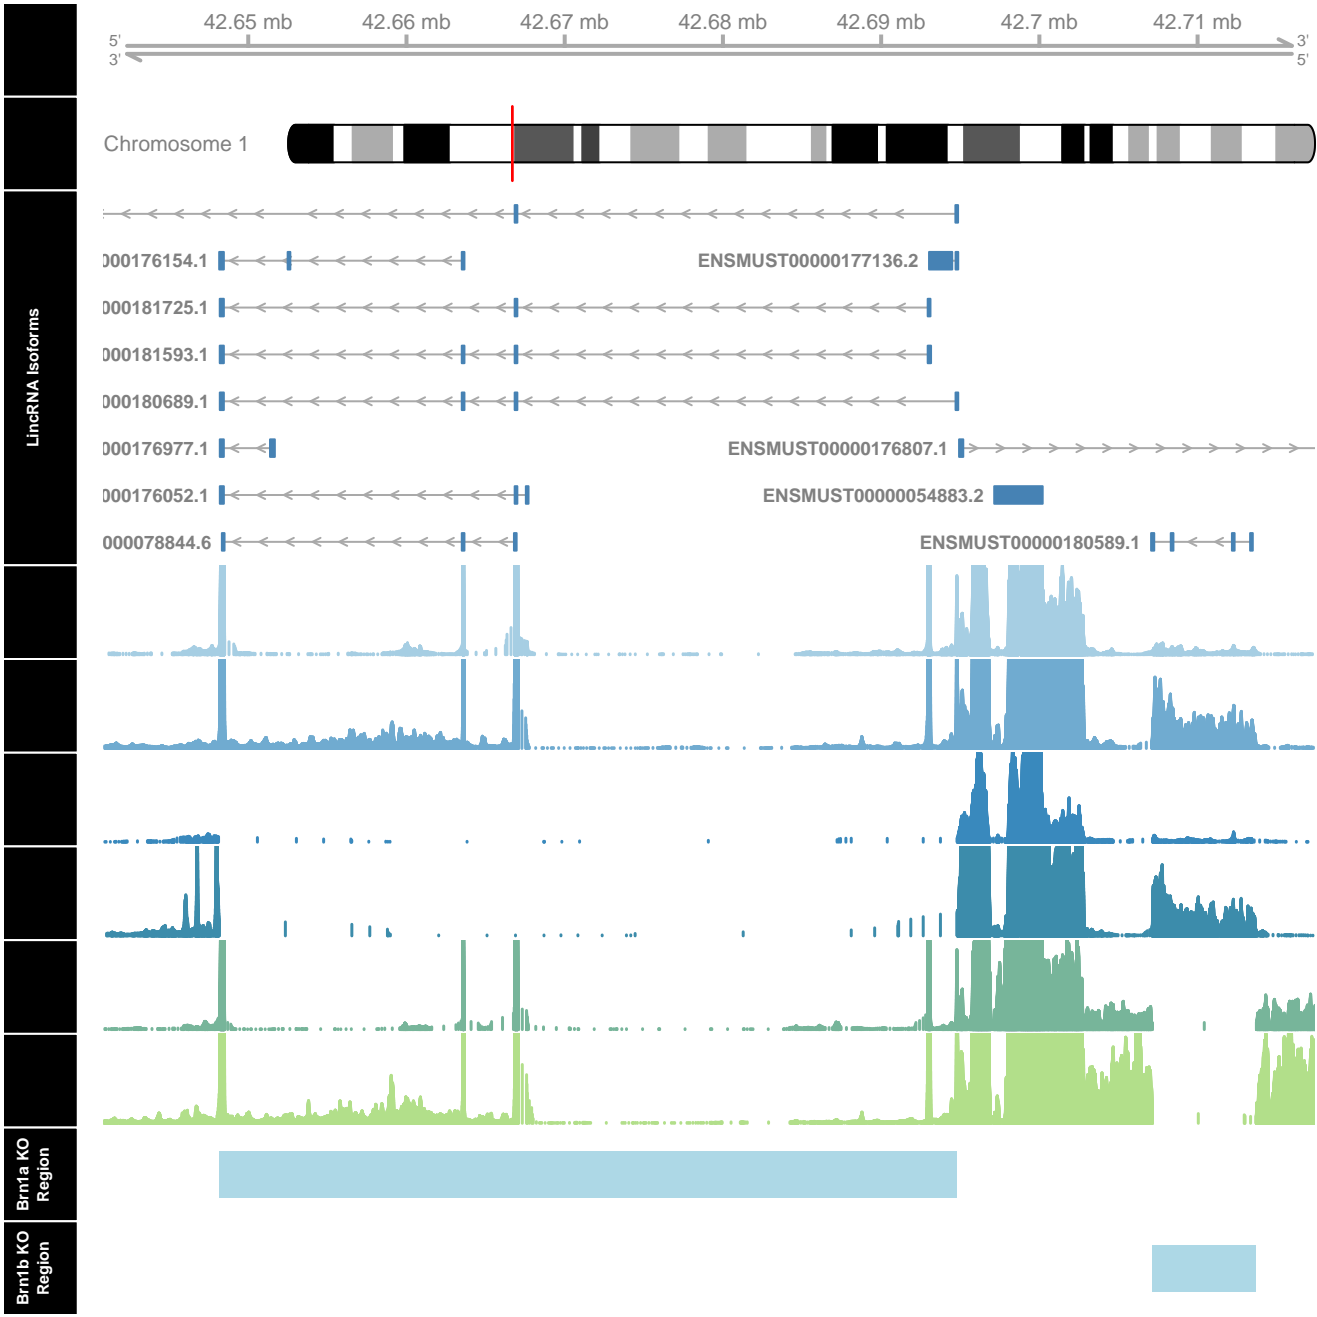 42.65 mb 42.66 mb 42.67 mb 42.68 mb 42.69 mb 42.7 mb 42.71 mb
5' 3'
3' 5'
Chromosome 1
LincRNA Isoforms
000176154.1 ENSMUST00000177136.2
000181725.1
000181593.1
000180689.1
000176977.1 ENSMUST00000176807.1
000176052.1 ENSMUST00000054883.2
000078844.6 ENSMUST00000180589.1
Brn1a KO
Region
Brn1b KO
Region